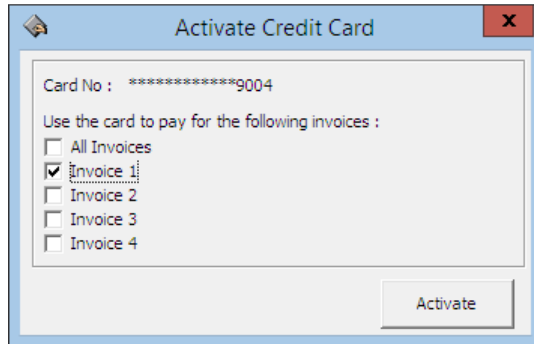 Activate Credit Card
x
Card No : ************9004
Use the card to pay for the following invoices :
All Invoices
Invoice 1
Invoice 2
Invoice 3
Invoice 4
Activate